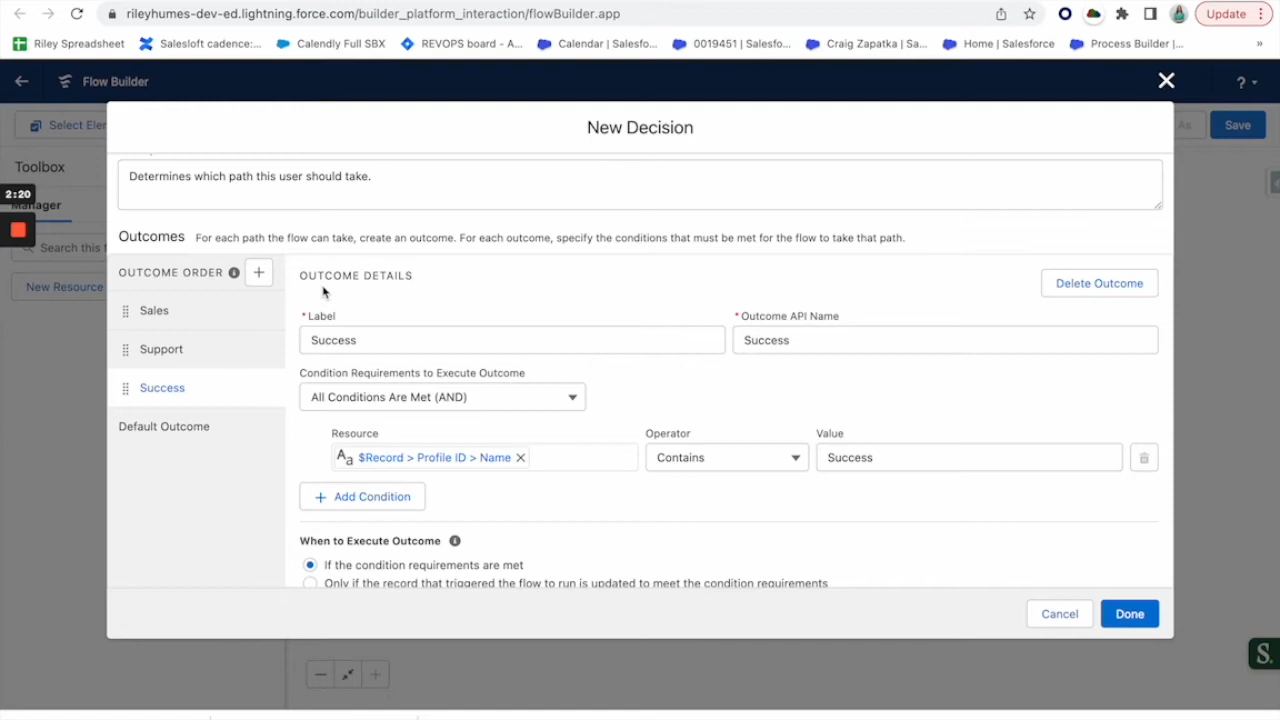 rileyhumes-dev-ed.lightning.force.com/builder_platform_interaction/flowBuilder.app
Update
Riley Spreadsheet
Salesloft cadence:...
Calendly Full SBX
REVOPS board - A...
Calendar | Salesfo...
0019451 | Salesfo...
Craig Zapatka | Sa...
Home | Salesforce
Process Builder |...
»
Flow Builder
?
Select Ele
As
Save
New Decision
Toolbox
Determines which path this user should take.
2:20
Manager
Outcomes For each path the flow can take, create an outcome. For each outcome, specify the conditions that must be met for the flow to take that path.
Search this f
OUTCOME ORDER
OUTCOME DETAILS
Delete Outcome
New Resource
Sales
* Label
* Outcome API Name
Success
Success
Support
Condition Requirements to Execute Outcome
Success
All Conditions Are Met (AND)
Default Outcome
Resource
Operator
Value
Aa $Record > Profile ID > Name
Contains
Success
+ Add Condition
When to Execute Outcome
If the condition requirements are met
Only if the record that triggered the flow to run is updated to meet the condition requirements
Cancel
Done
S.